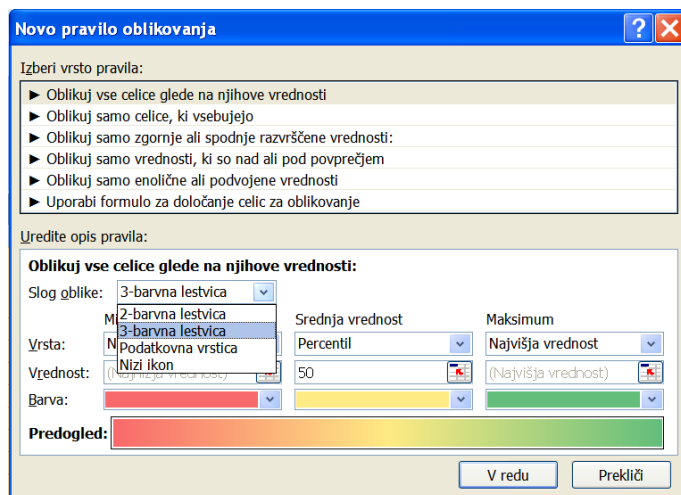 Novo pravilo oblikovanja
Izberi vrsto pravila:
► Oblikuj vse celice glede na njihove vrednosti
► Oblikuj samo celice, ki vsebujejo
► Oblikuj samo zgornje ali spodnje razvrščene vrednosti:
► Oblikuj samo vrednosti, ki so nad ali pod povprečjem
► Oblikuj samo enolične ali podvojene vrednosti
► Uporabi formulo za določanje celic za oblikovanje
Uredite opis pravila:
Oblikuj vse celice glede na njihove vrednosti:
Slog oblike: 3-barvna lestvica
2-barvna lestvica
3-barvna lestvica
Podatkovna vrstica
Nizi ikon
Srednja vrednost Maksimum
Vrsta: Percentil Najvišja vrednost
Vrednost: (Najnižja vrednost) 50 (Najvišja vrednost)
Barva:
Predogled:
V redu Prekliči